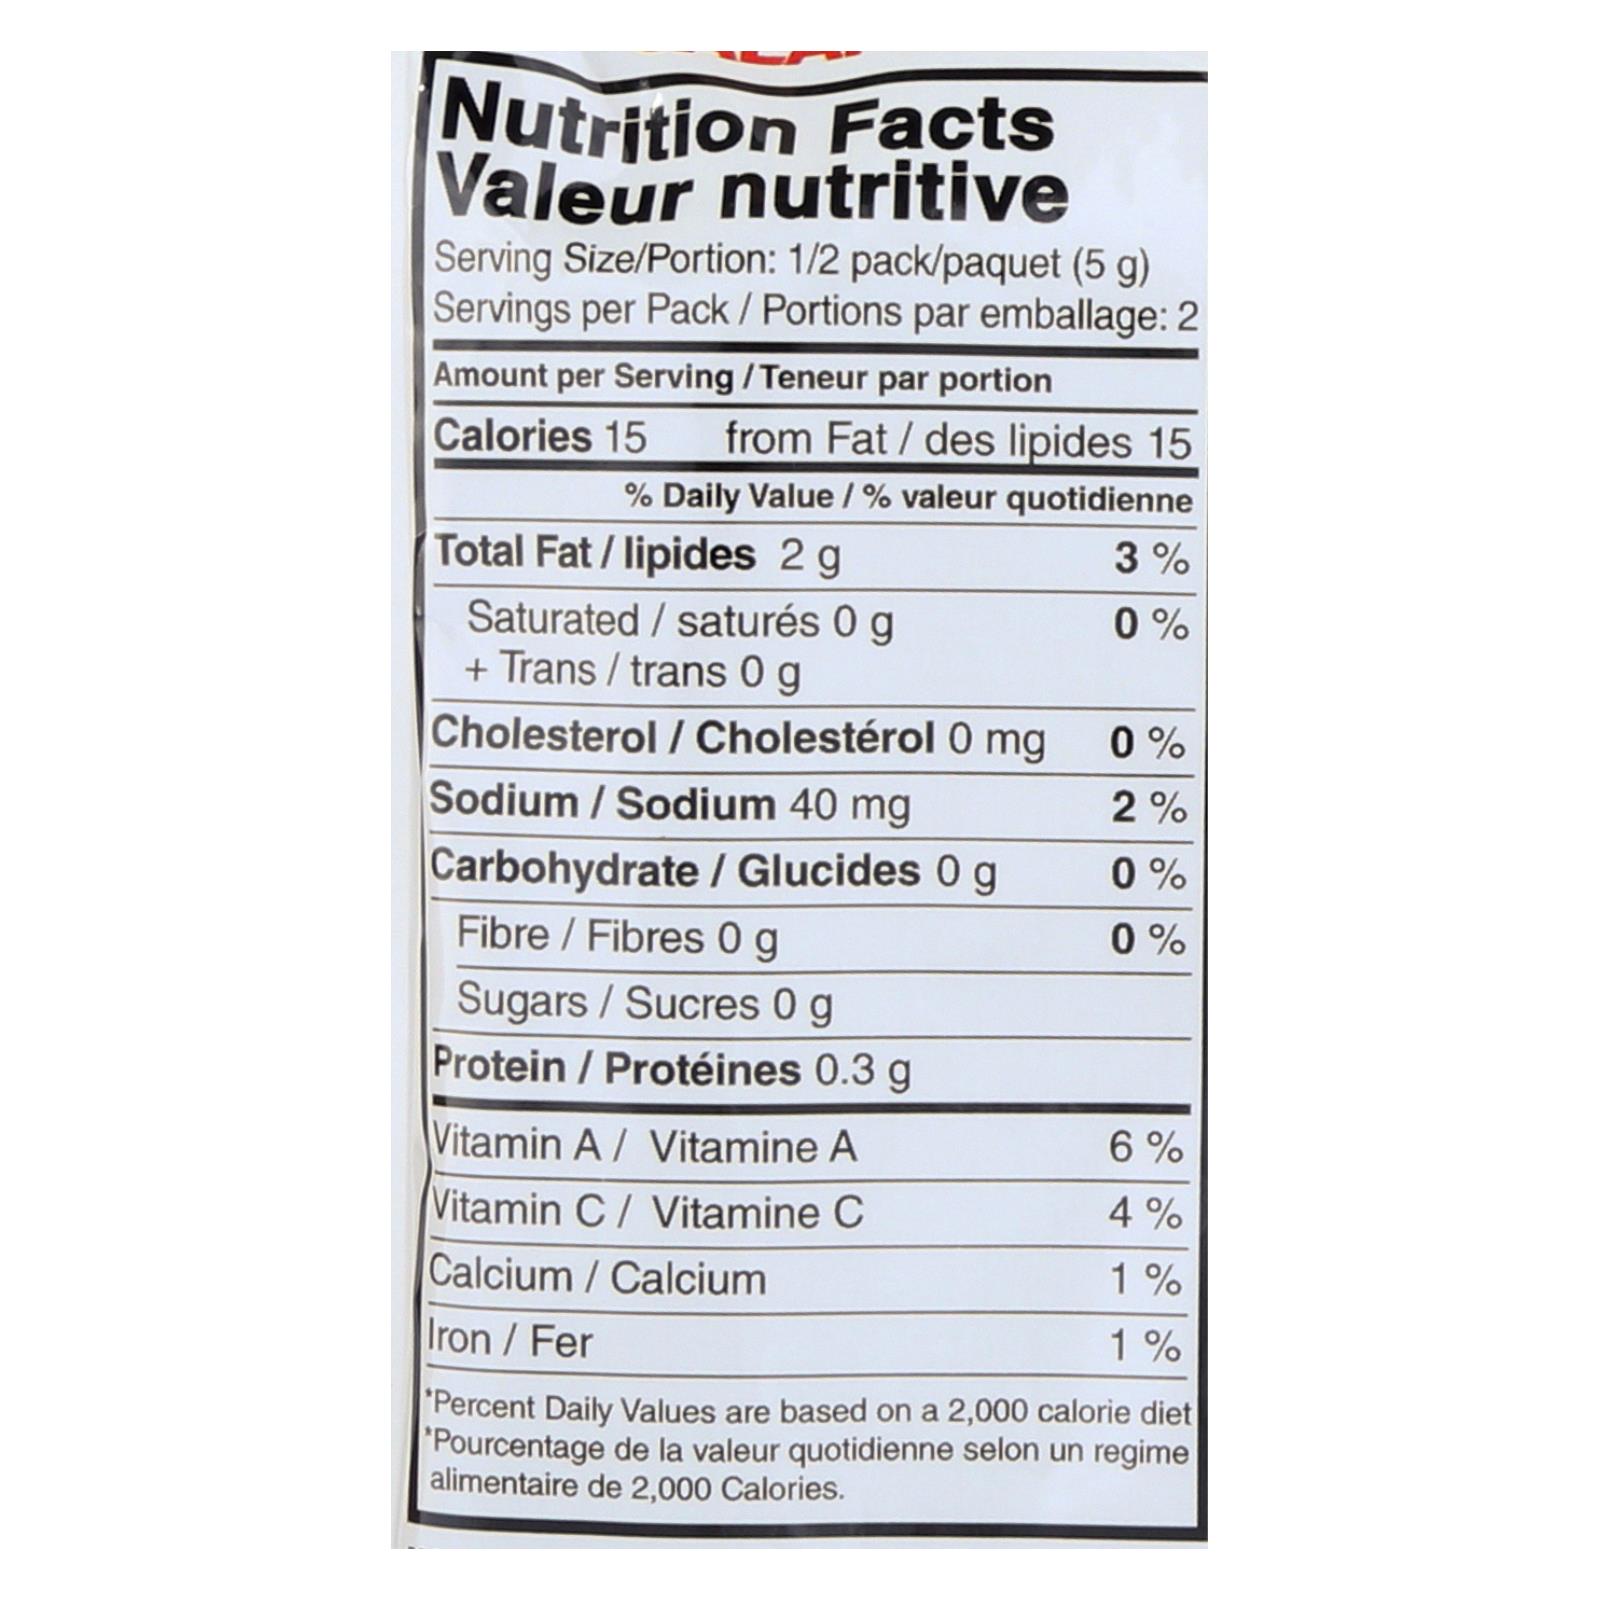 Nutrition Facts
Valeur nutritive
Serving Size/Portion: 1/2 pack/paquet (5 g)
Servings per Pack / Portions par emballage: 2
Amount per Serving / Teneur par portion
Calories 15 from Fat / des lipides 15
% Daily Value / % valeur quotidienne
Total Fat / lipides 2 g 3 %
Saturated / saturés 0 g 0 %
+ Trans / trans 0 g
Cholesterol / Cholestérol 0 mg 0 %
Sodium / Sodium 40 mg 2 %
Carbohydrate / Glucides 0 g 0 %
Fibre / Fibres 0 g 0 %
Sugars / Sucres 0 g
Protein / Protéines 0.3 g
Vitamin A / Vitamine A 6 %
Vitamin C / Vitamine C 4 %
Calcium / Calcium 1 %
Iron / Fer 1 %
*Percent Daily Values are based on a 2,000 calorie diet
*Pourcentage de la valeur quotidienne selon un regime
alimentaire de 2,000 Calories.